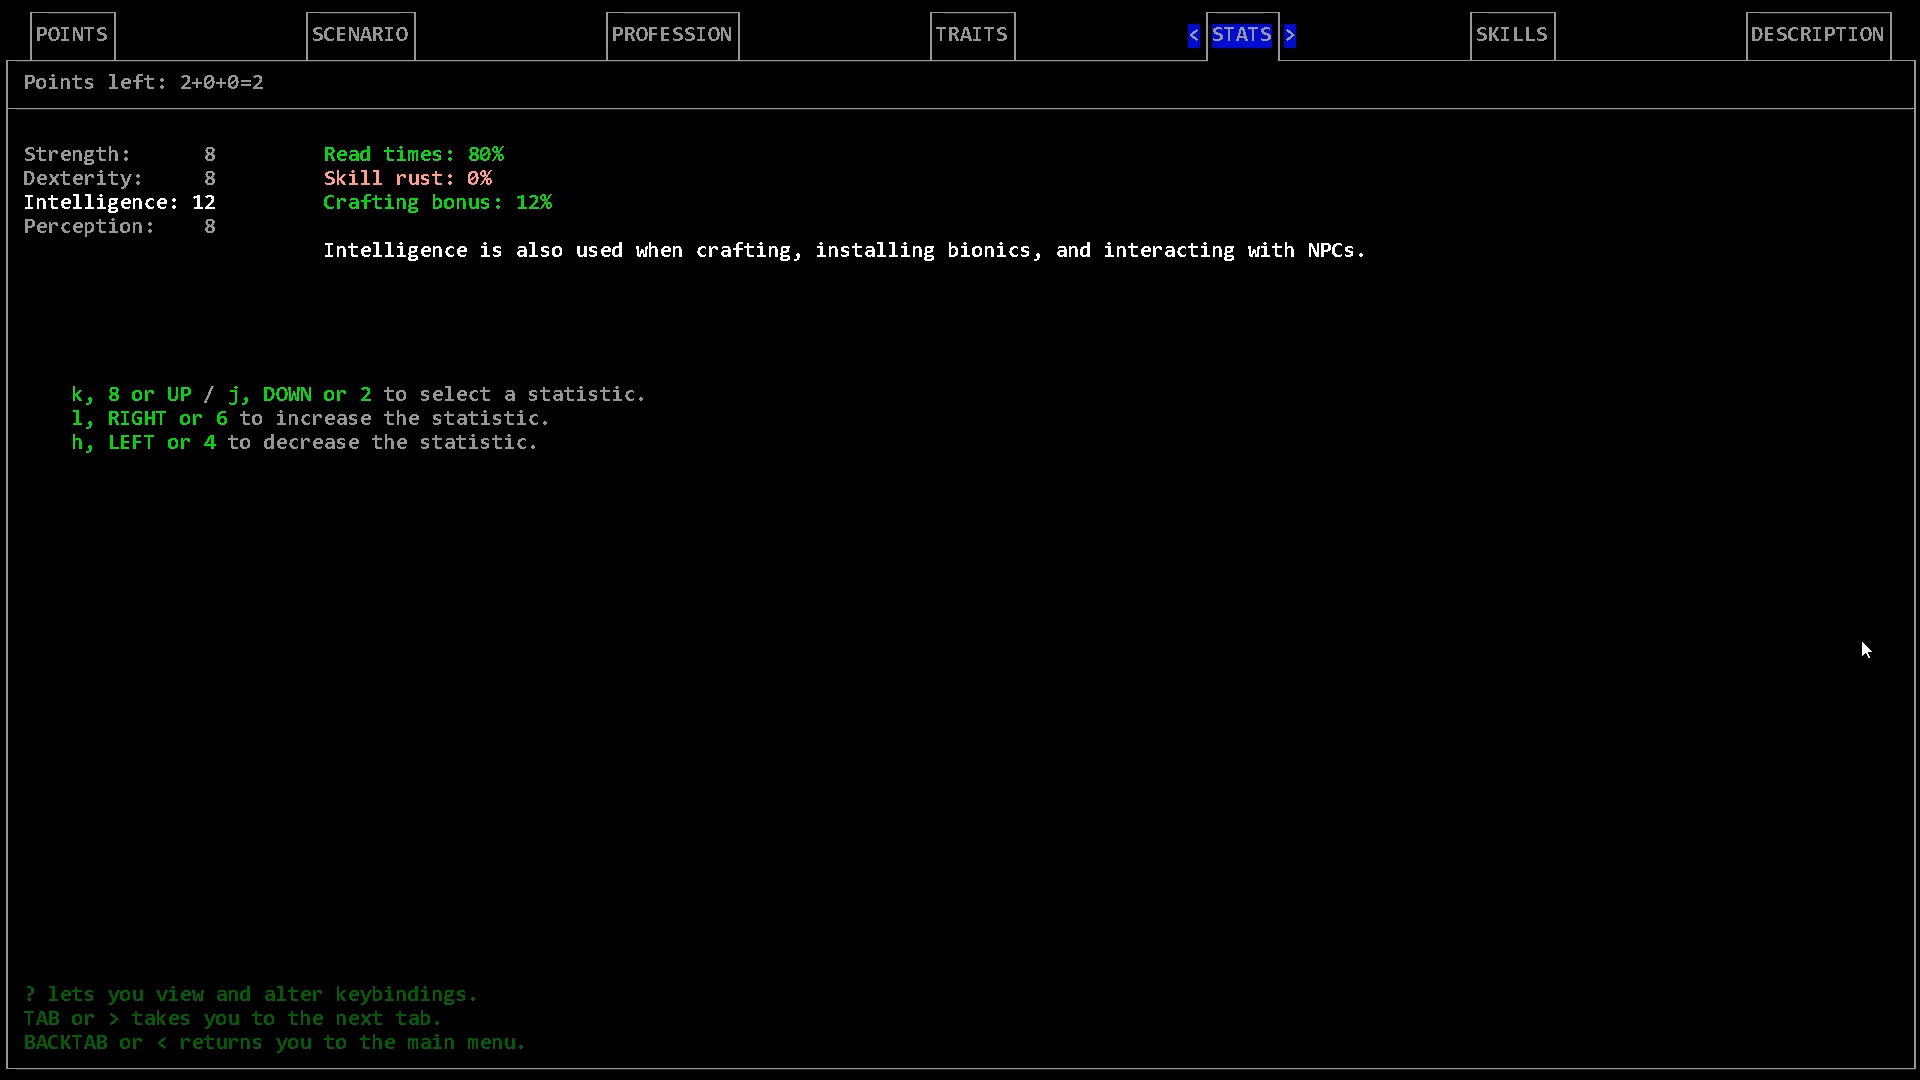 POINTS SCENARIO PROFESSION TRAITS < STATS > SKILLS DESCRIPTION
Points left: 2+0+0=2
Strength: 8 Read times: 80%
Dexterity: 8 Skill rust: 0%
Intelligence: 12 Crafting bonus: 12%
Perception: 8
Intelligence is also used when crafting, installing bionics, and interacting with NPCs.
k, 8 or UP / j, DOWN or 2 to select a statistic.
l, RIGHT or 6 to increase the statistic.
h, LEFT or 4 to decrease the statistic.
? lets you view and alter keybindings.
TAB or > takes you to the next tab.
BACKTAB or < returns you to the main menu.